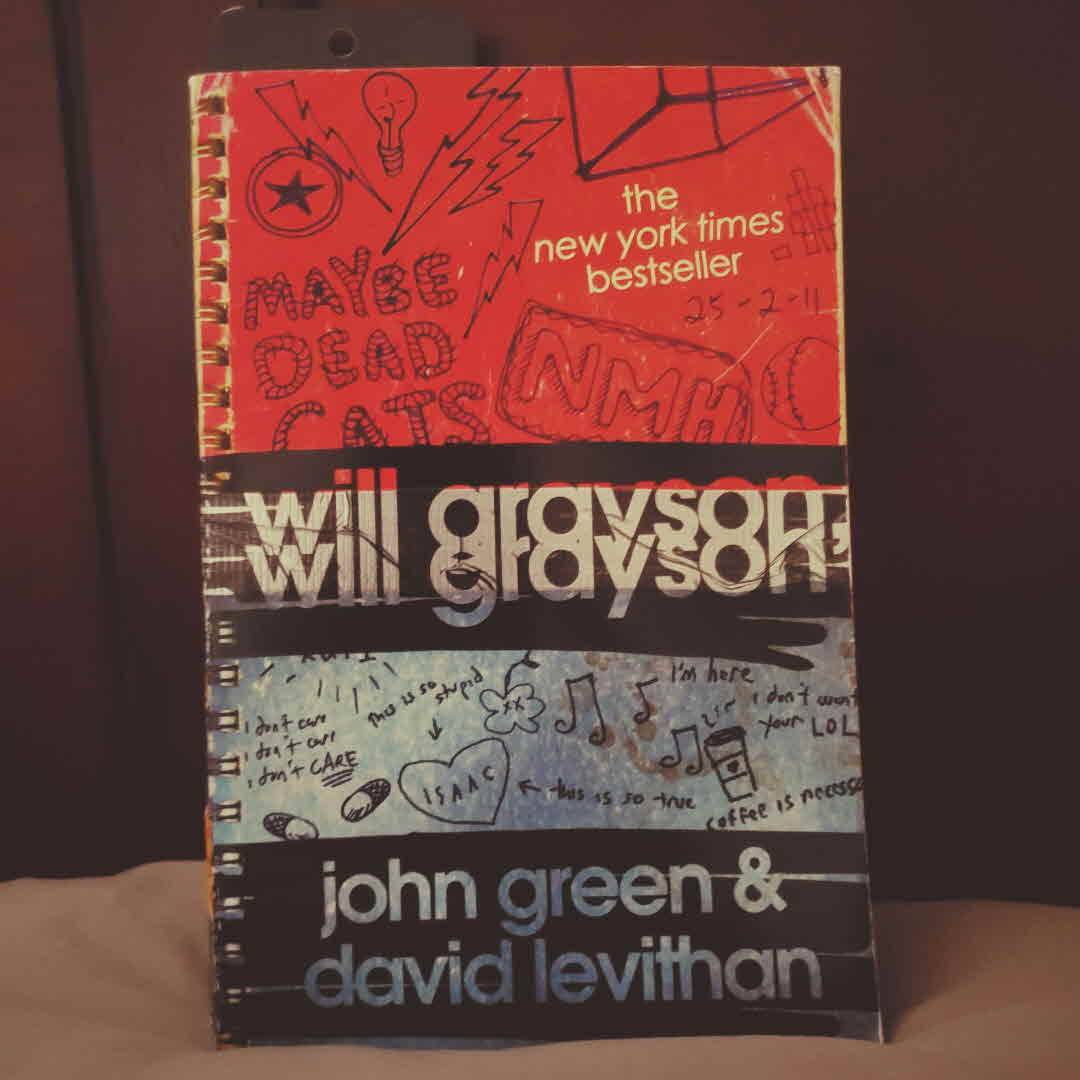 the
new york times
bestseller
25-2-11
MAYBE
DEAD
CATS
NMH
will grayson,
will grayson
I'm here
i don't want
your LOL
this is so stupid
i don't care
i don't care
i don't CARE
ISAAC
this is so true
coffee is
john green &
david levithan